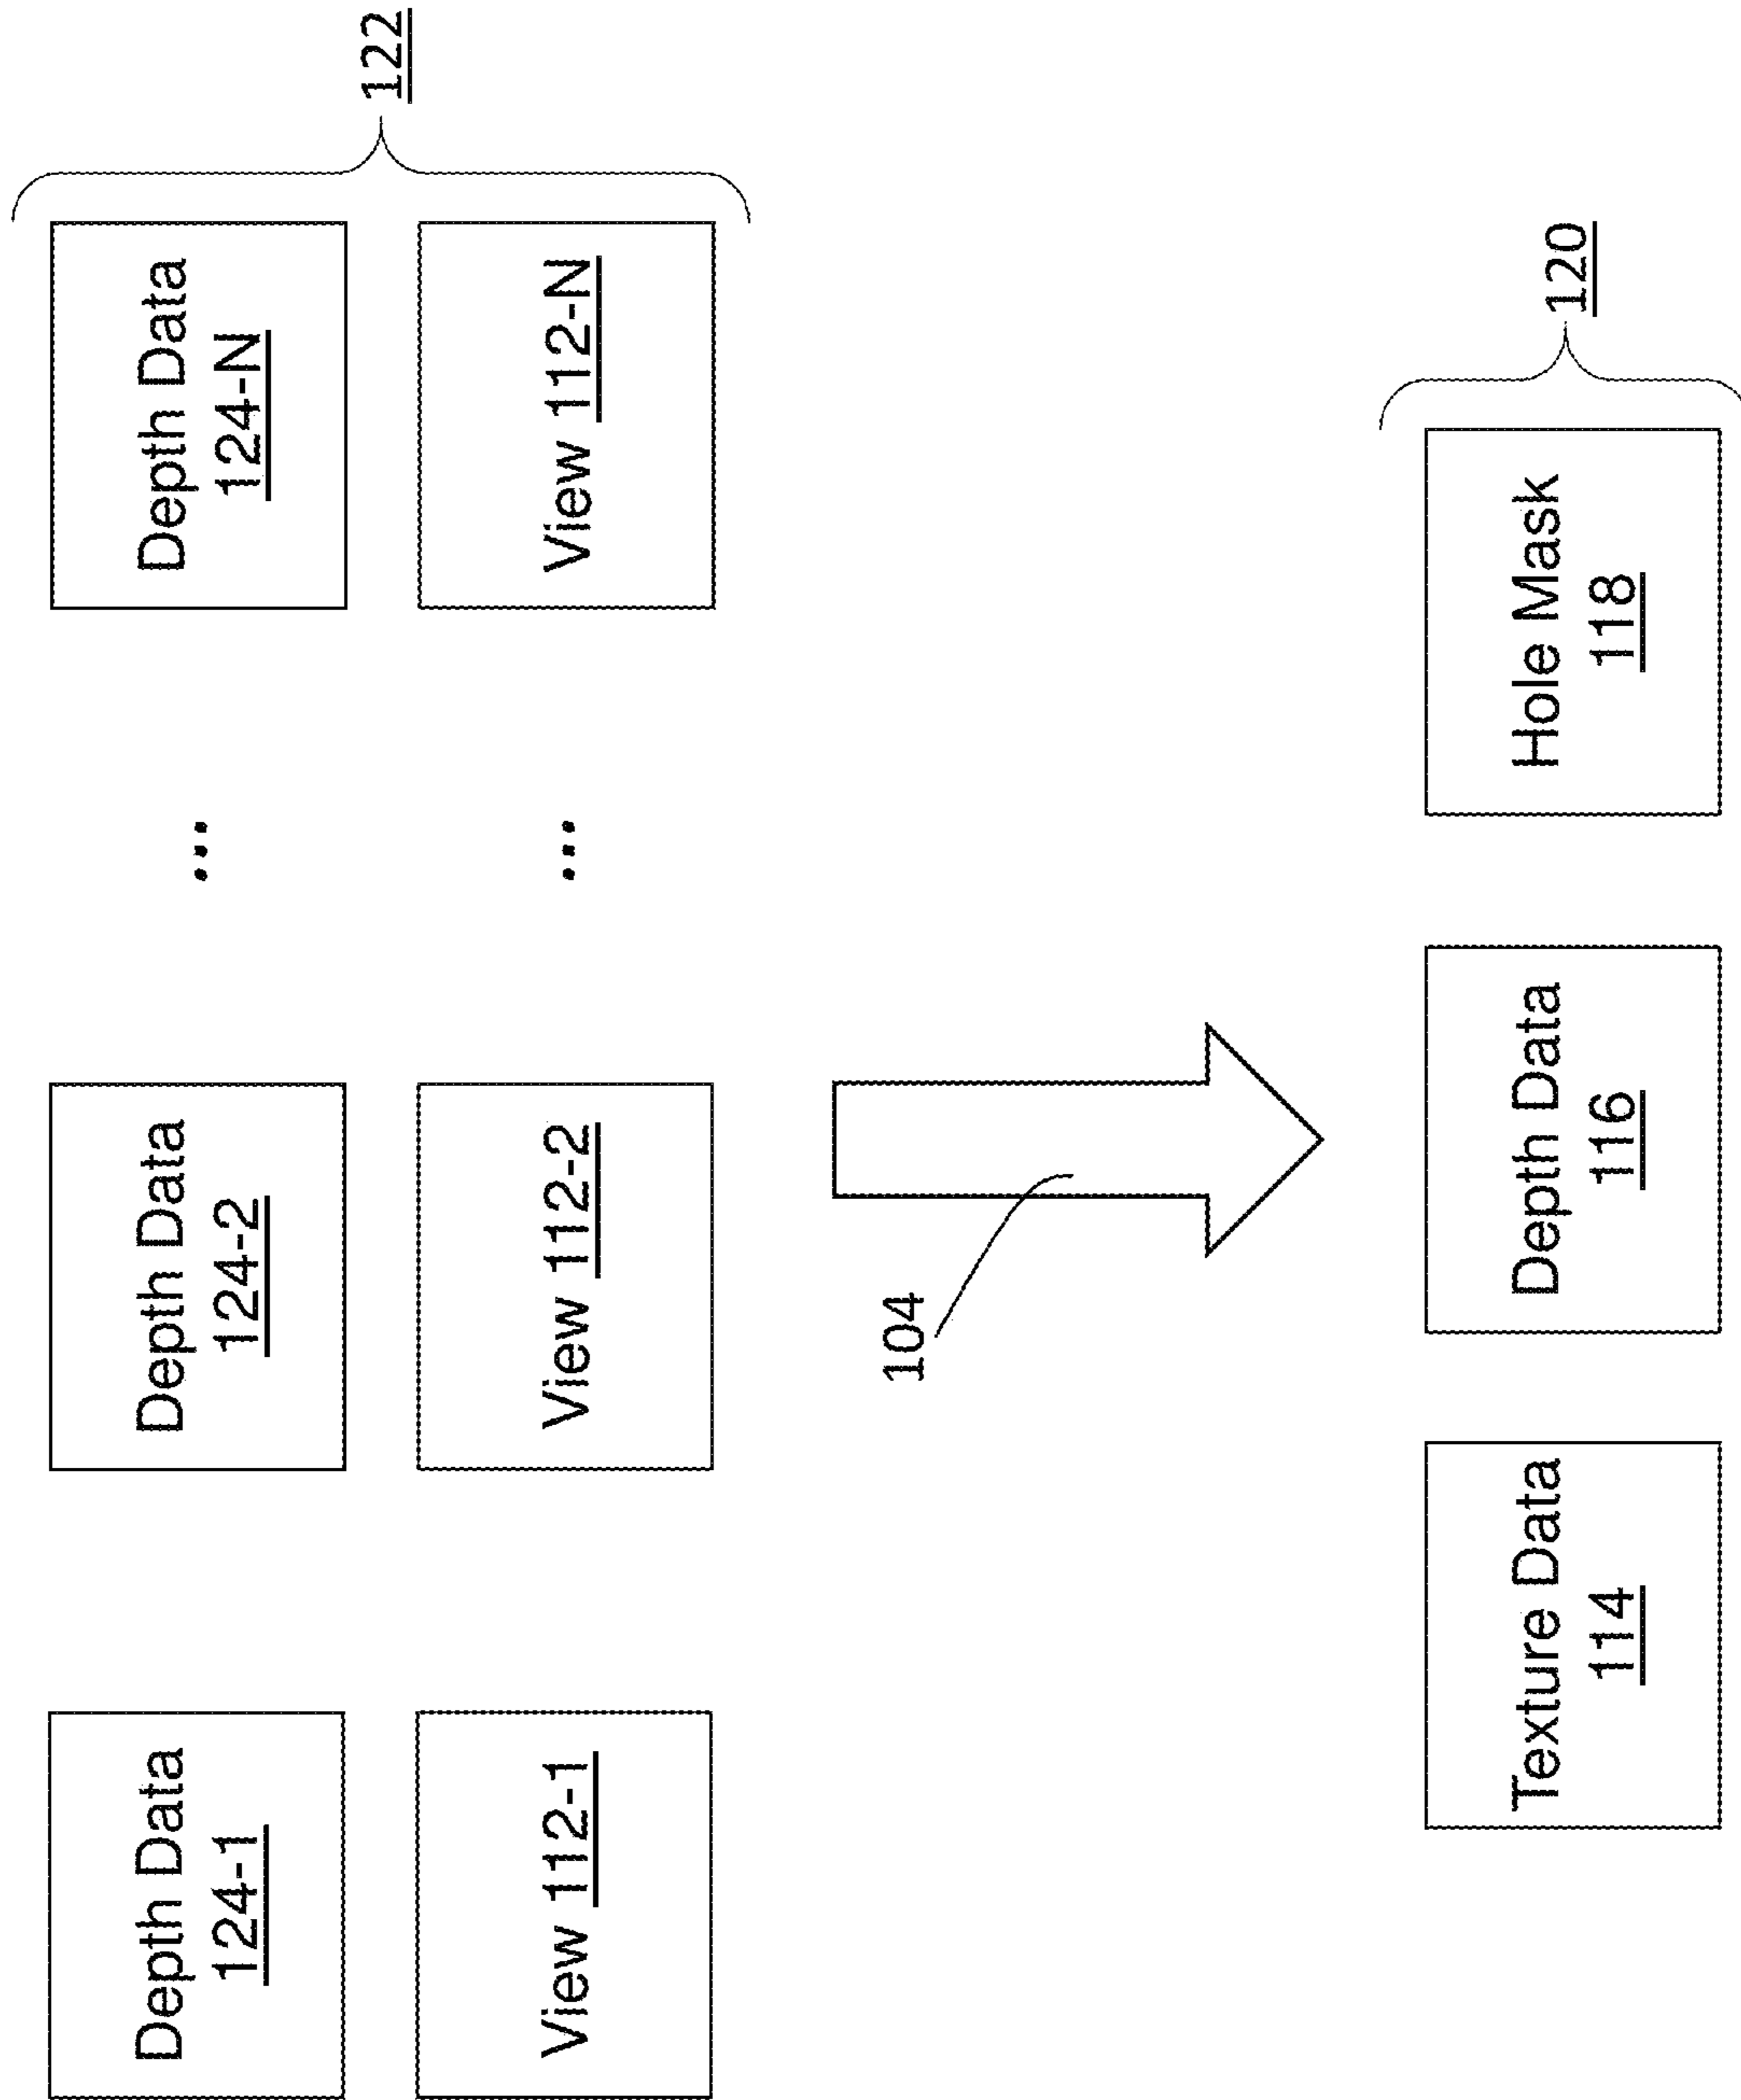 Depth Data
124-1
Depth Data
124-2
...
Depth Data
124-N
View 112-1
View 112-2
...
View 112-N
122
104
Texture Data
114
Depth Data
116
Hole Mask
118
120